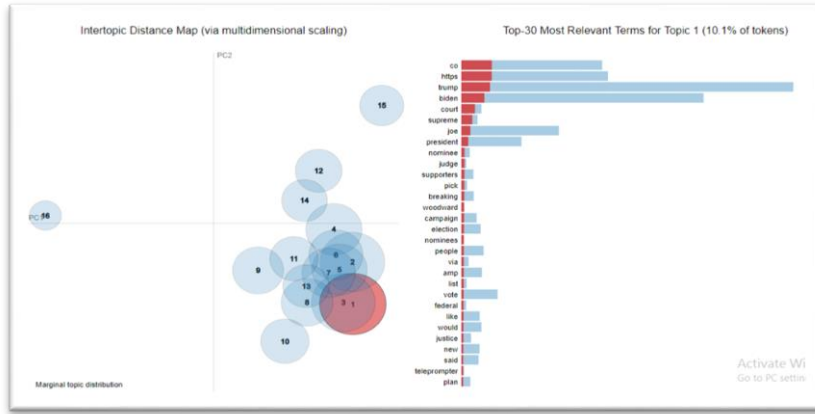 Intertopic Distance Map (via multidimensional scaling)
PC2
PC1
15
12
14
16
4
6
2
11
5
9
7
13
8
3
1
10
Marginal topic distribution
Top-30 Most Relevant Terms for Topic 1 (10.1% of tokens)
co
https
trump
biden
court
supreme
joe
president
nominee
judge
supporters
pick
breaking
woodward
campaign
election
nominees
people
via
amp
list
vote
federal
like
would
justice
new
said
teleprompter
plan
Activate Wi
Go to PC settin